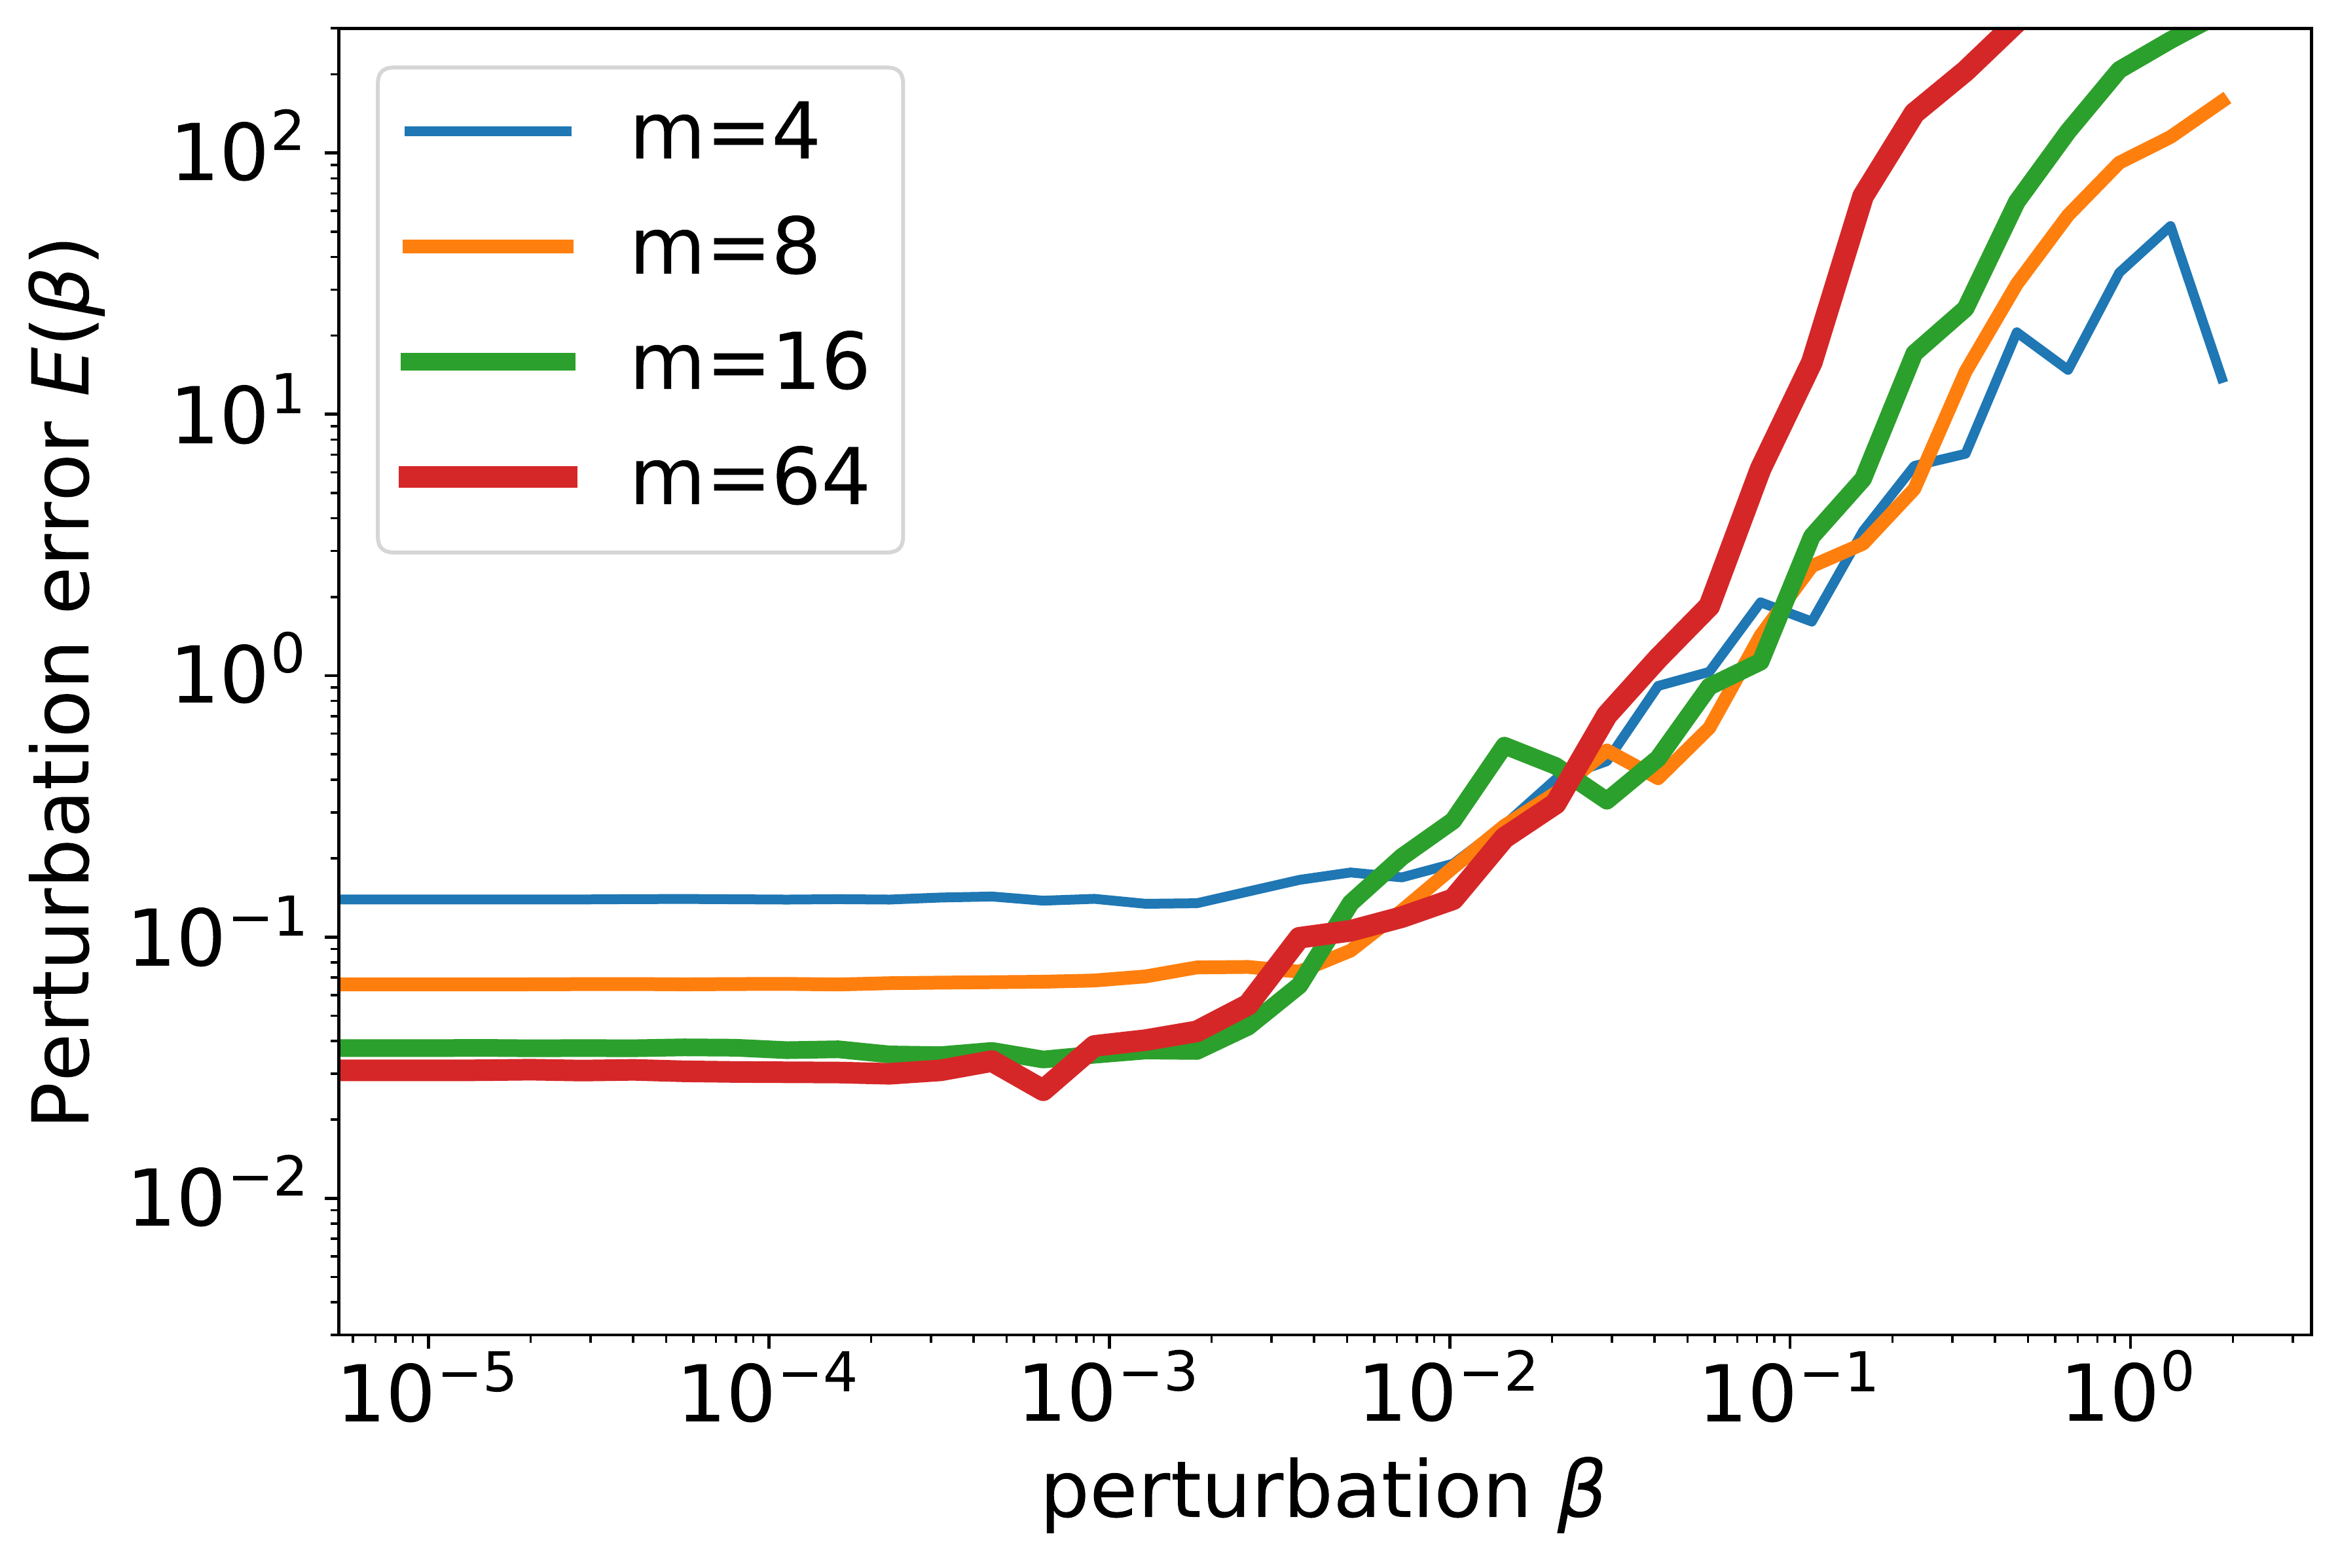 Perturbation error E(β)
10²
10¹
10⁰
10⁻¹
10⁻²
m=4
m=8
m=16
m=64
10⁻⁵ 10⁻⁴ 10⁻³ 10⁻² 10⁻¹ 10⁰
perturbation β